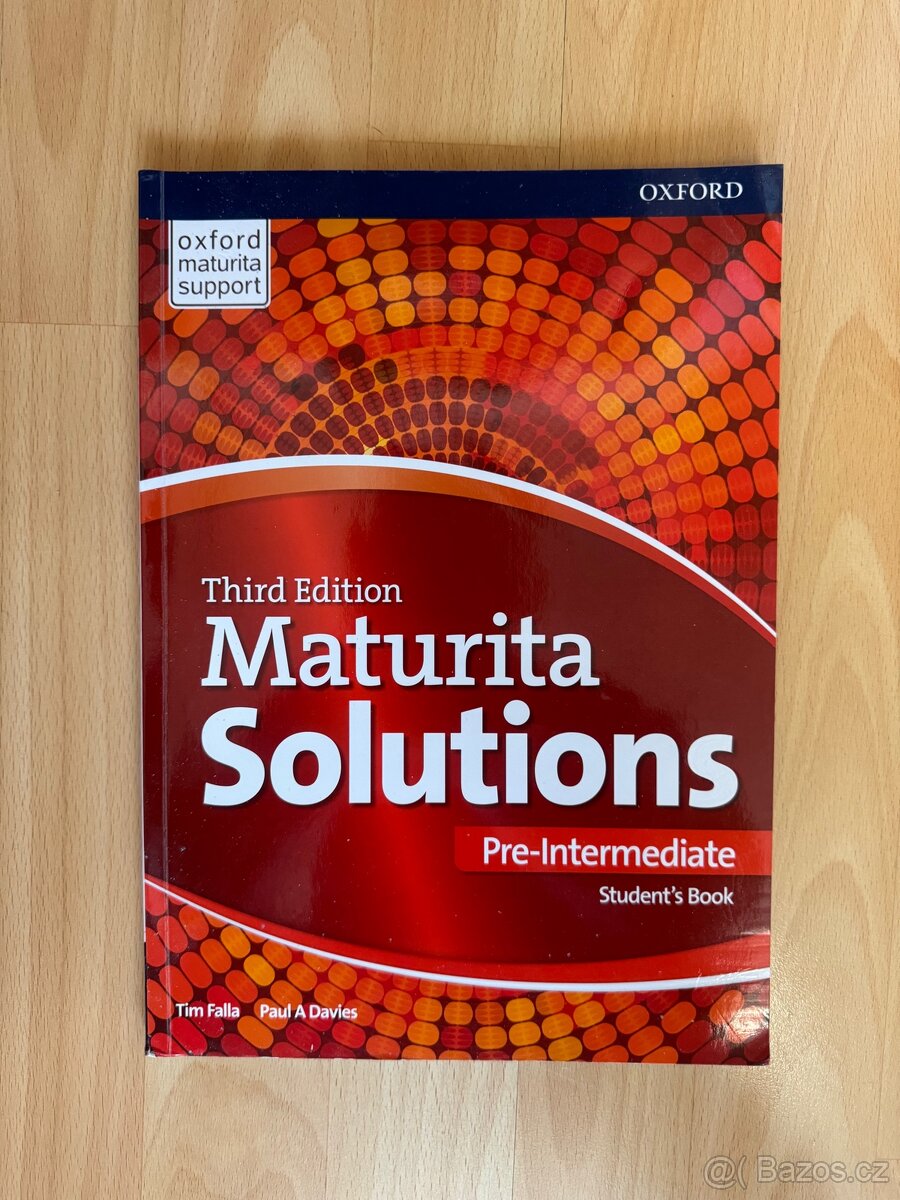 OXFORD
oxford
maturita
support
Third Edition
Maturita
Solutions
Pre-Intermediate
Student's Book
Tim Falla Paul A Davies
@( Bazos.cz